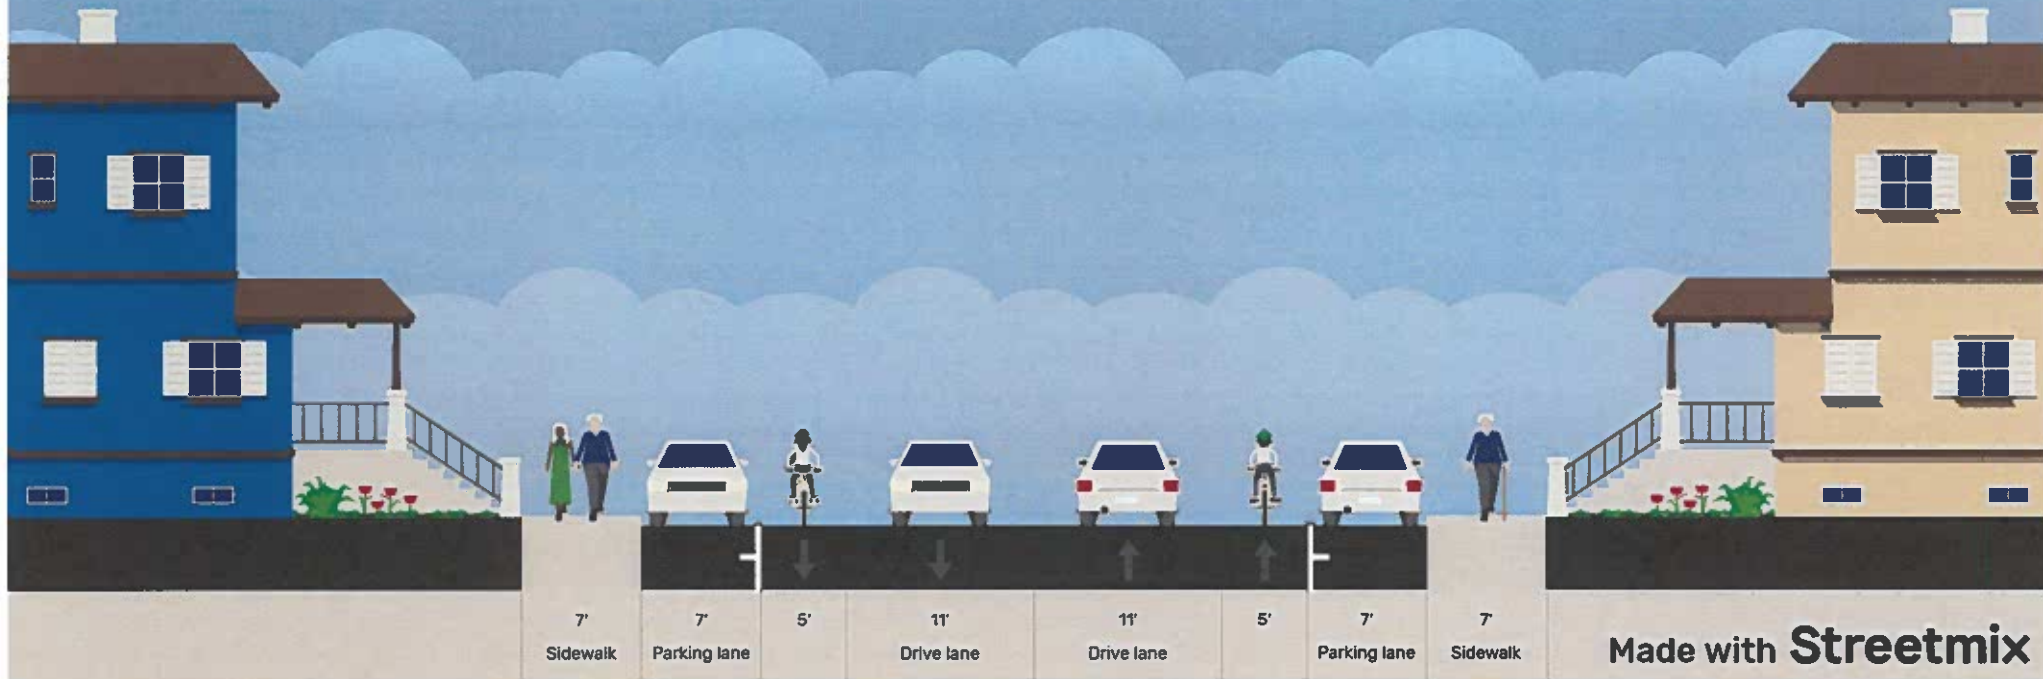 7' 7' 5' 11' 11' 5' 7' 7'
Sidewalk Parking lane Drive lane Drive lane Parking lane Sidewalk
Made with Streetmix